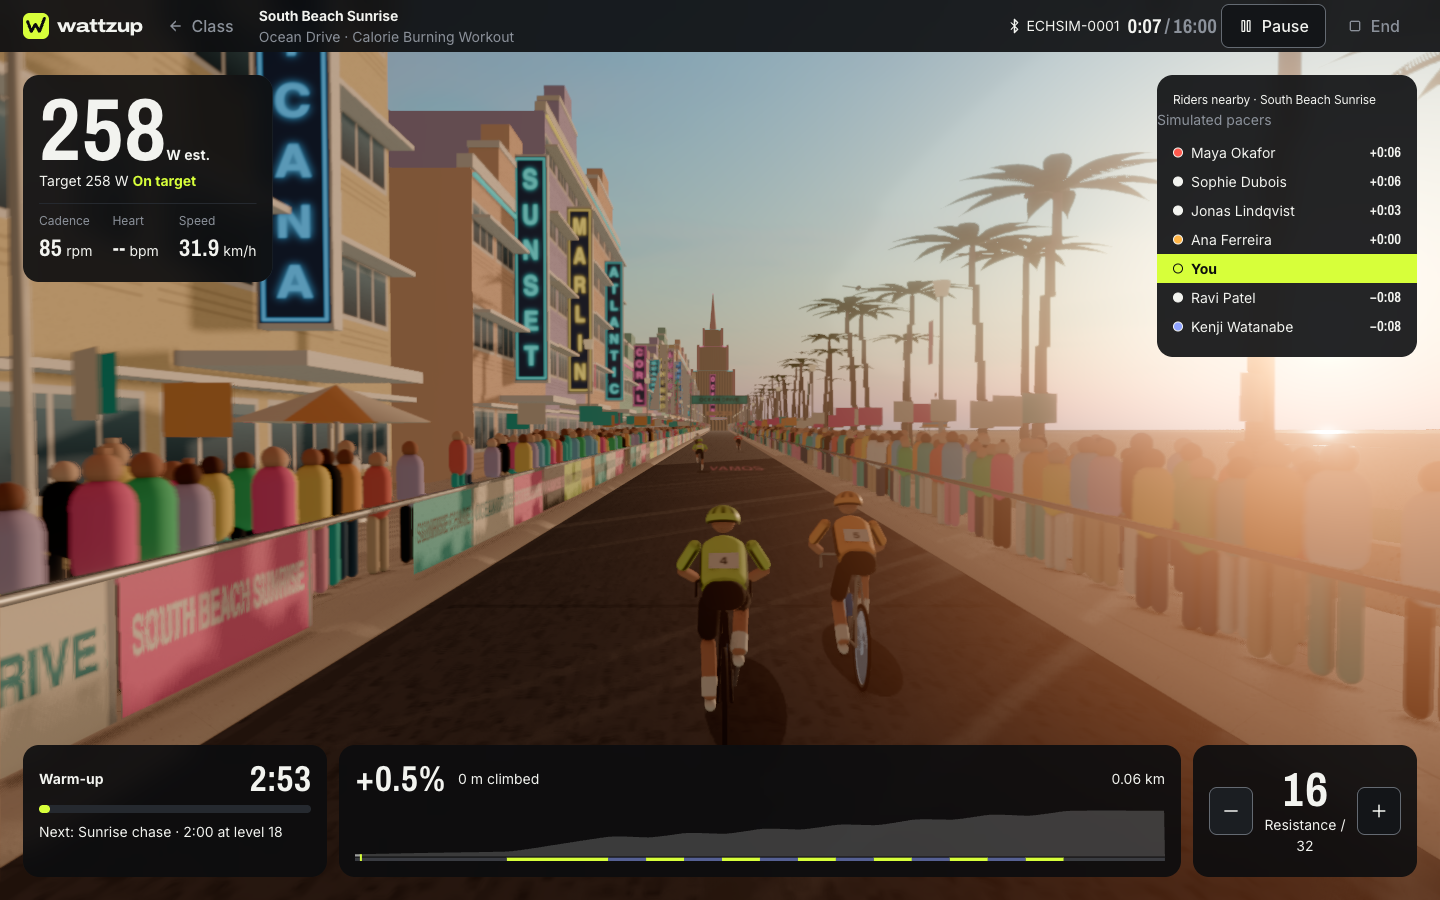 wattzup
Class
South Beach Sunrise
Ocean Drive · Calorie Burning Workout
ECHSIM-0001 0:07 / 16:00
Pause
End
258 W est.
Target 258 W On target
Cadence Heart Speed
85 rpm -- bpm 31.9 km/h
Riders nearby · South Beach Sunrise
Simulated pacers
Maya Okafor +0:06
Sophie Dubois +0:06
Jonas Lindqvist +0:03
Ana Ferreira +0:00
You
Ravi Patel −0:08
Kenji Watanabe −0:08
CANA
SUNSET
MARLIN
ATLANTIC
CORAL
VAMOS
4
5
SOUTH BEACH SUNRISE
RIVE
Warm-up 2:53
Next: Sunrise chase · 2:00 at level 18
+0.5% 0 m climbed 0.06 km
16
Resistance /
32